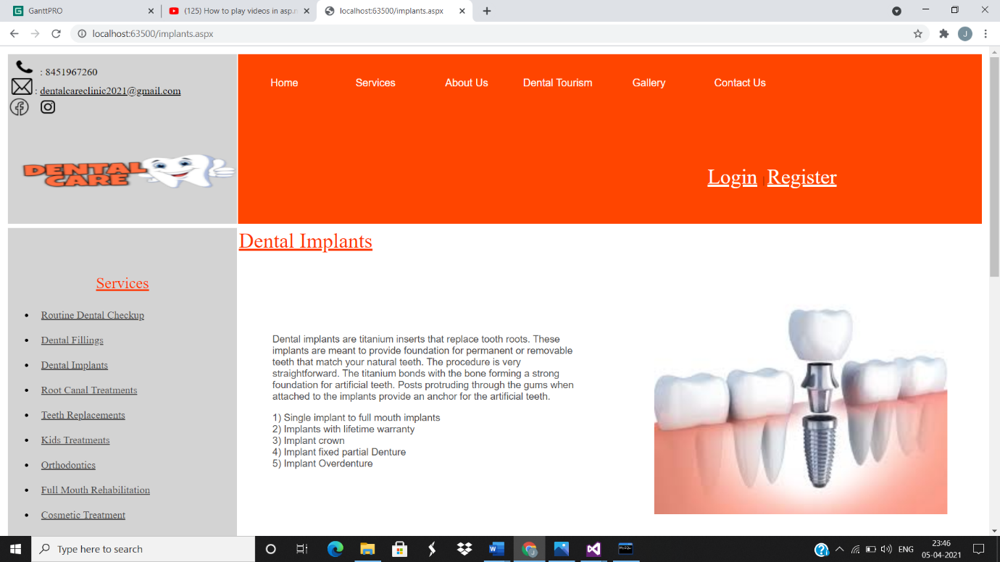 GanttPRO
(125) How to play videos in asp.n
localhost:63500/implants.aspx
localhost:63500/implants.aspx
J
: 8451967260
: dentalcareclinic2021@gmail.com
DENTAL
CARE
Home Services About Us Dental Tourism Gallery Contact Us
Login | Register
Services
Routine Dental Checkup
Dental Fillings
Dental Implants
Root Canal Treatments
Teeth Replacements
Kids Treatments
Orthodontics
Full Mouth Rehabilitation
Cosmetic Treatment
Dental Implants
Dental implants are titanium inserts that replace tooth roots. These
implants are meant to provide foundation for permanent or removable
teeth that match your natural teeth. The procedure is very
straightforward. The titanium bonds with the bone forming a strong
foundation for artificial teeth. Posts protruding through the gums when
attached to the implants provide an anchor for the artificial teeth.
1) Single implant to full mouth implants
2) Implants with lifetime warranty
3) Implant crown
4) Implant fixed partial Denture
5) Implant Overdenture
Type here to search
ENG
23:46
05-04-2021